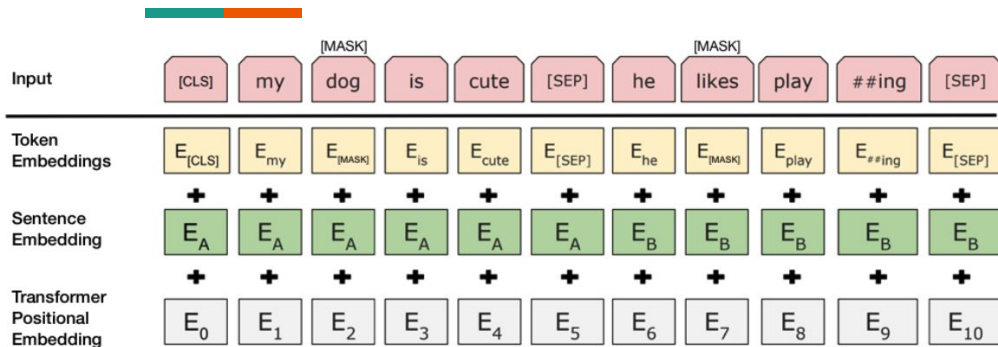 [MASK] [MASK]
Input [CLS] my dog is cute [SEP] he likes play ##ing [SEP]
Token
Embeddings
E[CLS] Emy E[MASK] Eis Ecute E[SEP] Ehe E[MASK] Eplay E##ing E[SEP]
+ + + + + + + + + + +
Sentence
Embedding
EA EA EA EA EA EA EB EB EB EB EB
+ + + + + + + + + + +
Transformer
Positional
Embedding
E0 E1 E2 E3 E4 E5 E6 E7 E8 E9 E10